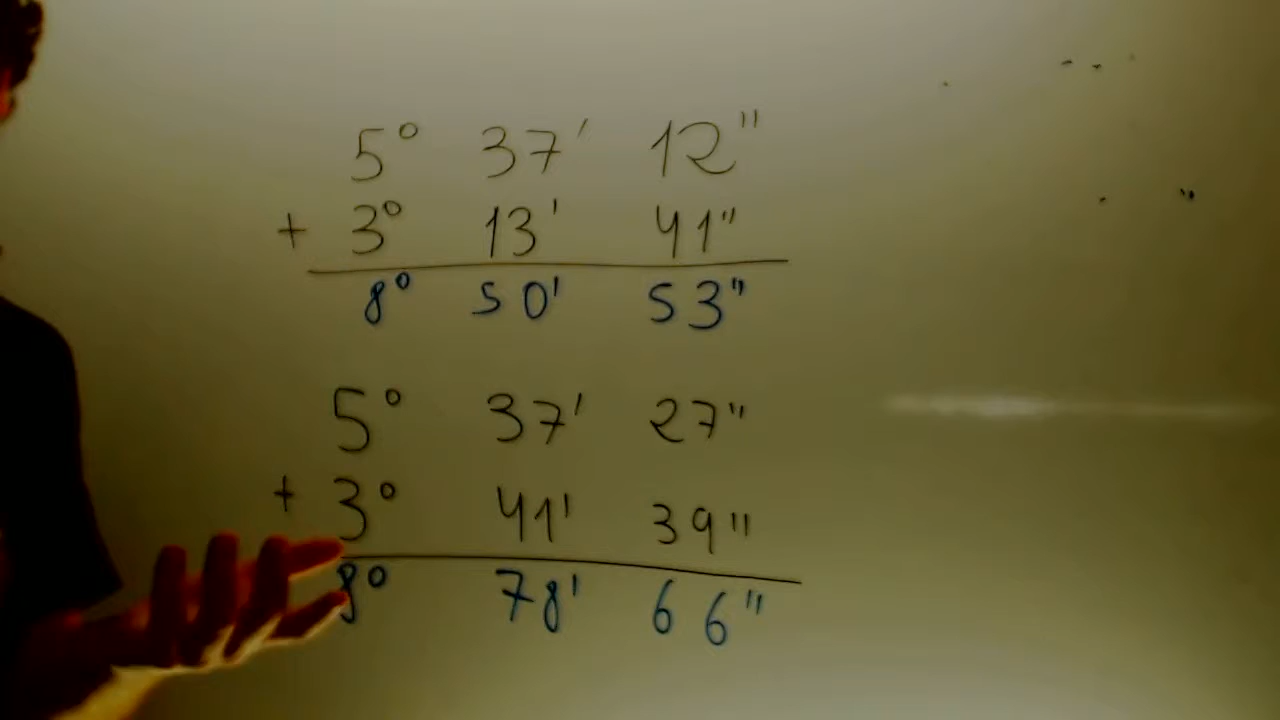 5° 37' 12"
+ 3° 13' 41"
8° 50' 53"
5° 37' 27"
+ 3° 41' 39"
8° 78' 66"